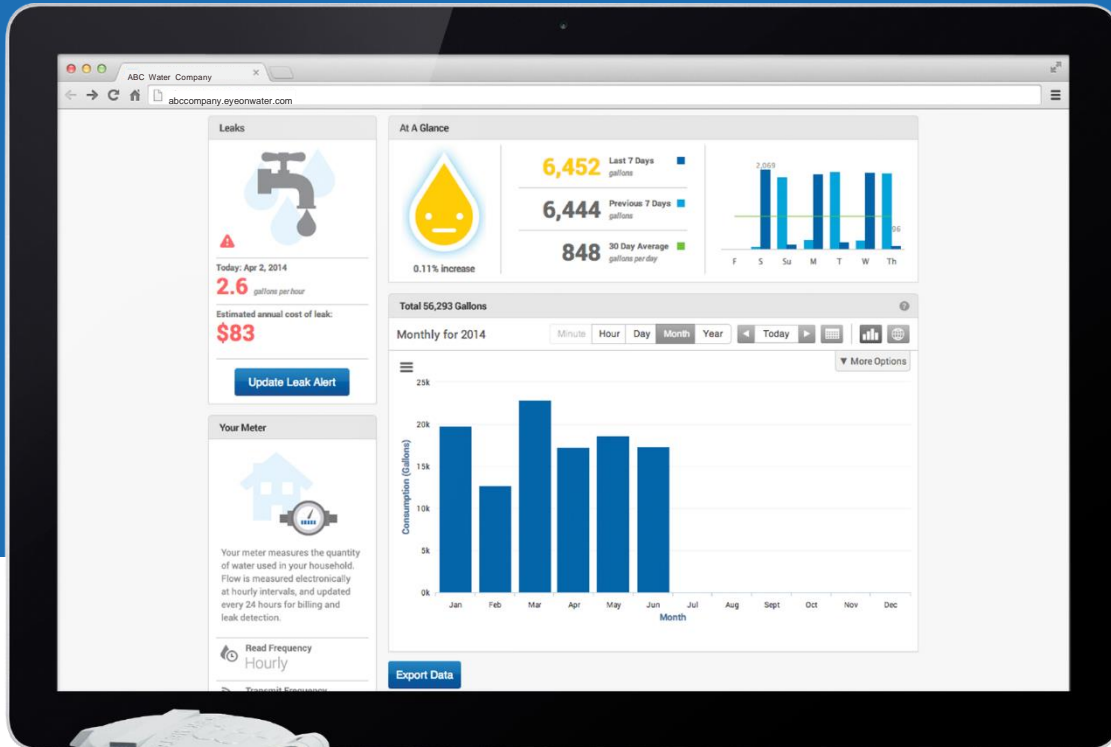 ABC Water Company
abccompany.eyeonwater.com
Leaks
Today: Apr 2, 2014
2.6 gallons per hour
Estimated annual cost of leak:
$83
Update Leak Alert
Your Meter
Your meter measures the quantity
of water used in your household.
Flow is measured electronically
at hourly intervals, and updated
every 24 hours for billing and
leak detection.
Read Frequency
Hourly
Transmit Frequency
At A Glance
0.11% increase
6,452 Last 7 Days
gallons
6,444 Previous 7 Days
gallons
848 30 Day Average
gallons per day
2,069
96
F S Su M T W Th
Total 56,293 Gallons
Monthly for 2014
Minute Hour Day Month Year Today
▼ More Options
Consumption (Gallons)
25k
20k
15k
10k
5k
0k
Jan Feb Mar Apr May Jun Jul Aug Sept Oct Nov Dec
Month
Export Data